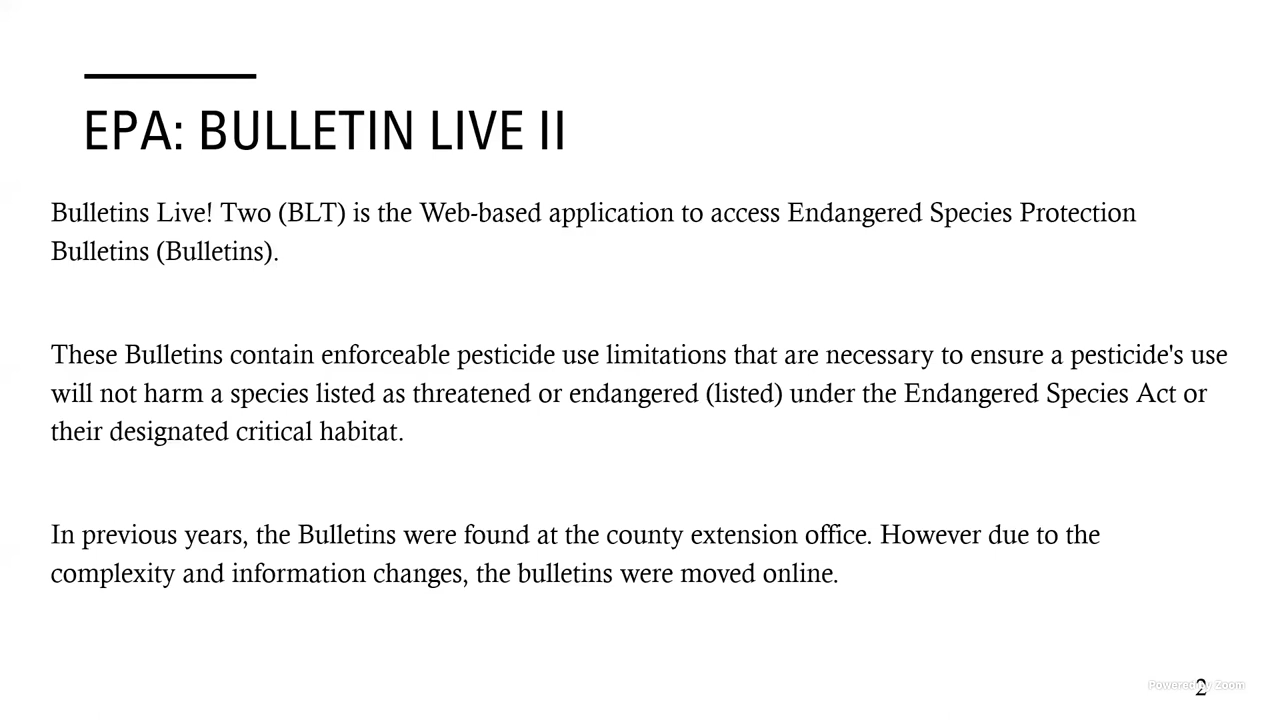 EPA: BULLETIN LIVE II
Bulletins Live! Two (BLT) is the Web-based application to access Endangered Species Protection
Bulletins (Bulletins).
These Bulletins contain enforceable pesticide use limitations that are necessary to ensure a pesticide's use
will not harm a species listed as threatened or endangered (listed) under the Endangered Species Act or
their designated critical habitat.
In previous years, the Bulletins were found at the county extension office. However due to the
complexity and information changes, the bulletins were moved online.
Powered by Zoom
2